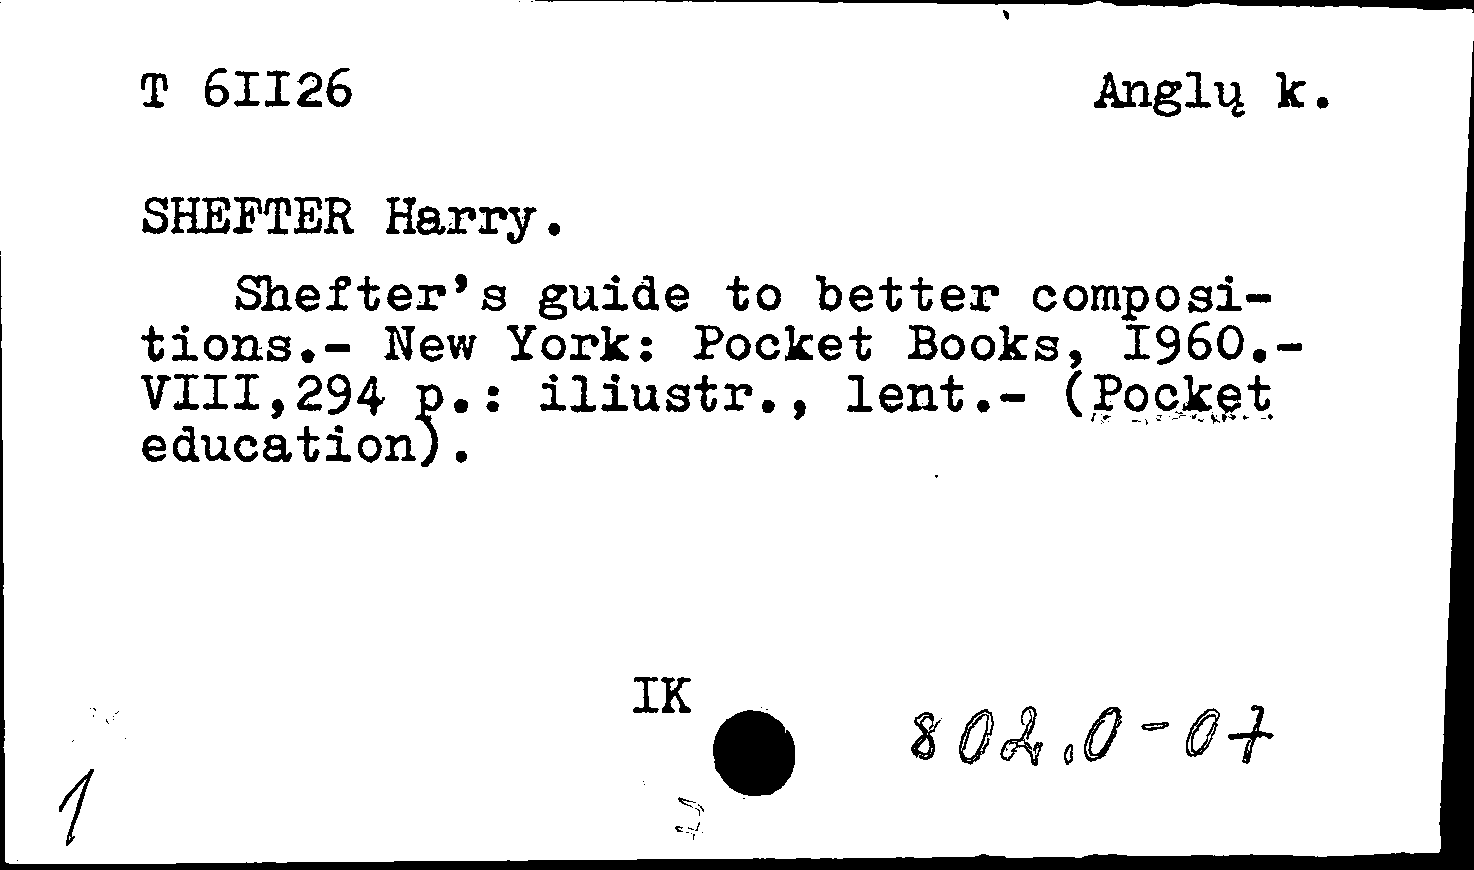 T 6II26 Anglų k.
SHEFTER Harry.
Shefter's guide to better composi-
tions.- New York: Pocket Books, I960.-
VIII,294 p.: iliustr., lent.- (Pocket
education).
IK
802.0-07
1